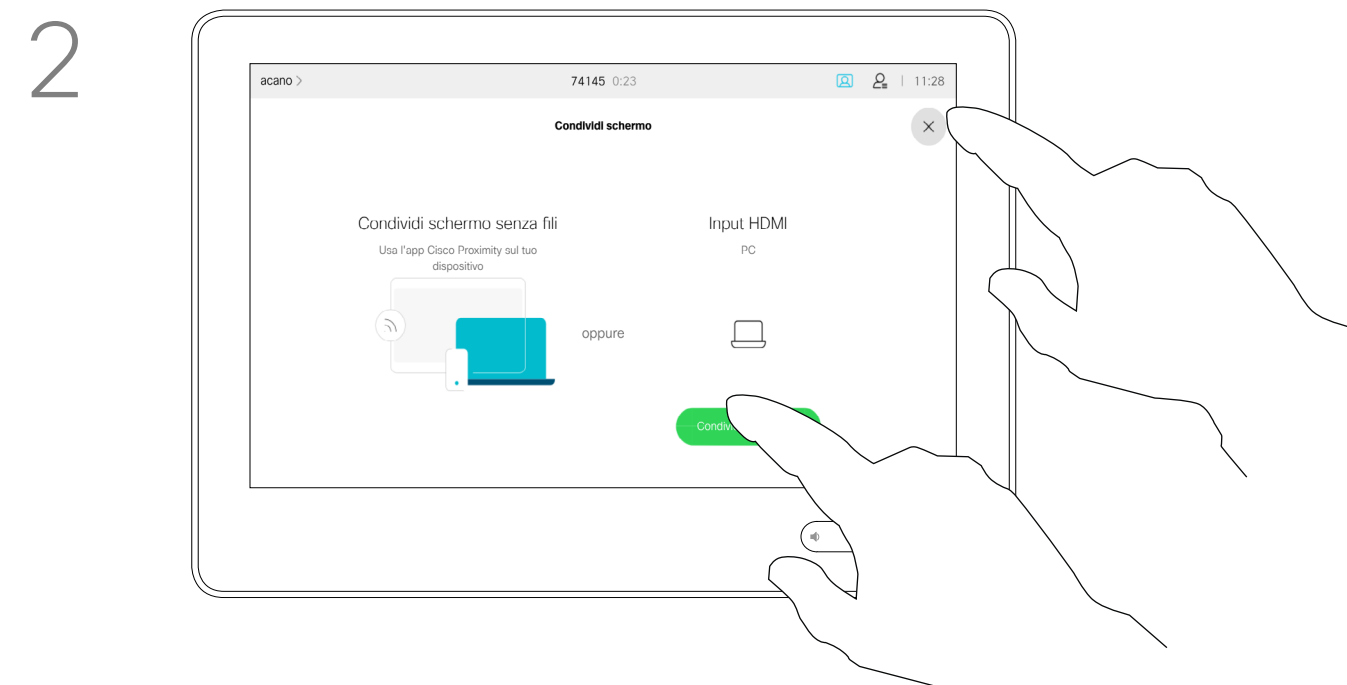 2
acano >
74145 0:23
11:28
Condividi schermo
Condividi schermo senza fili
Usa l'app Cisco Proximity sul tuo
dispositivo
oppure
Input HDMI
PC